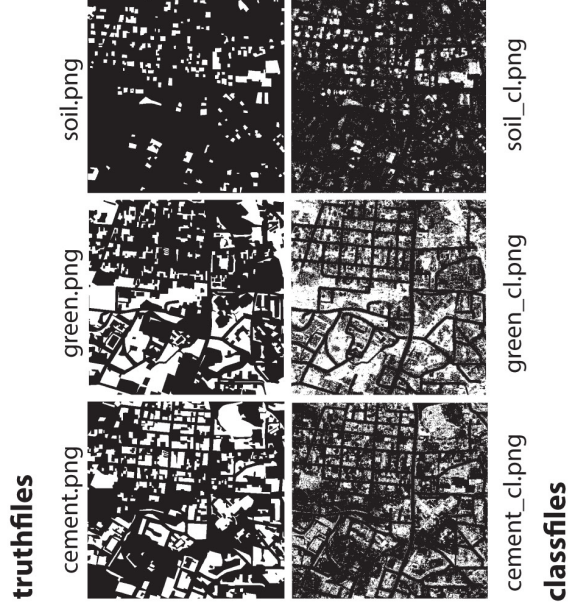 truthfiles
cement.png green.png soil.png
cement_cl.png green_cl.png soil_cl.png
classfiles